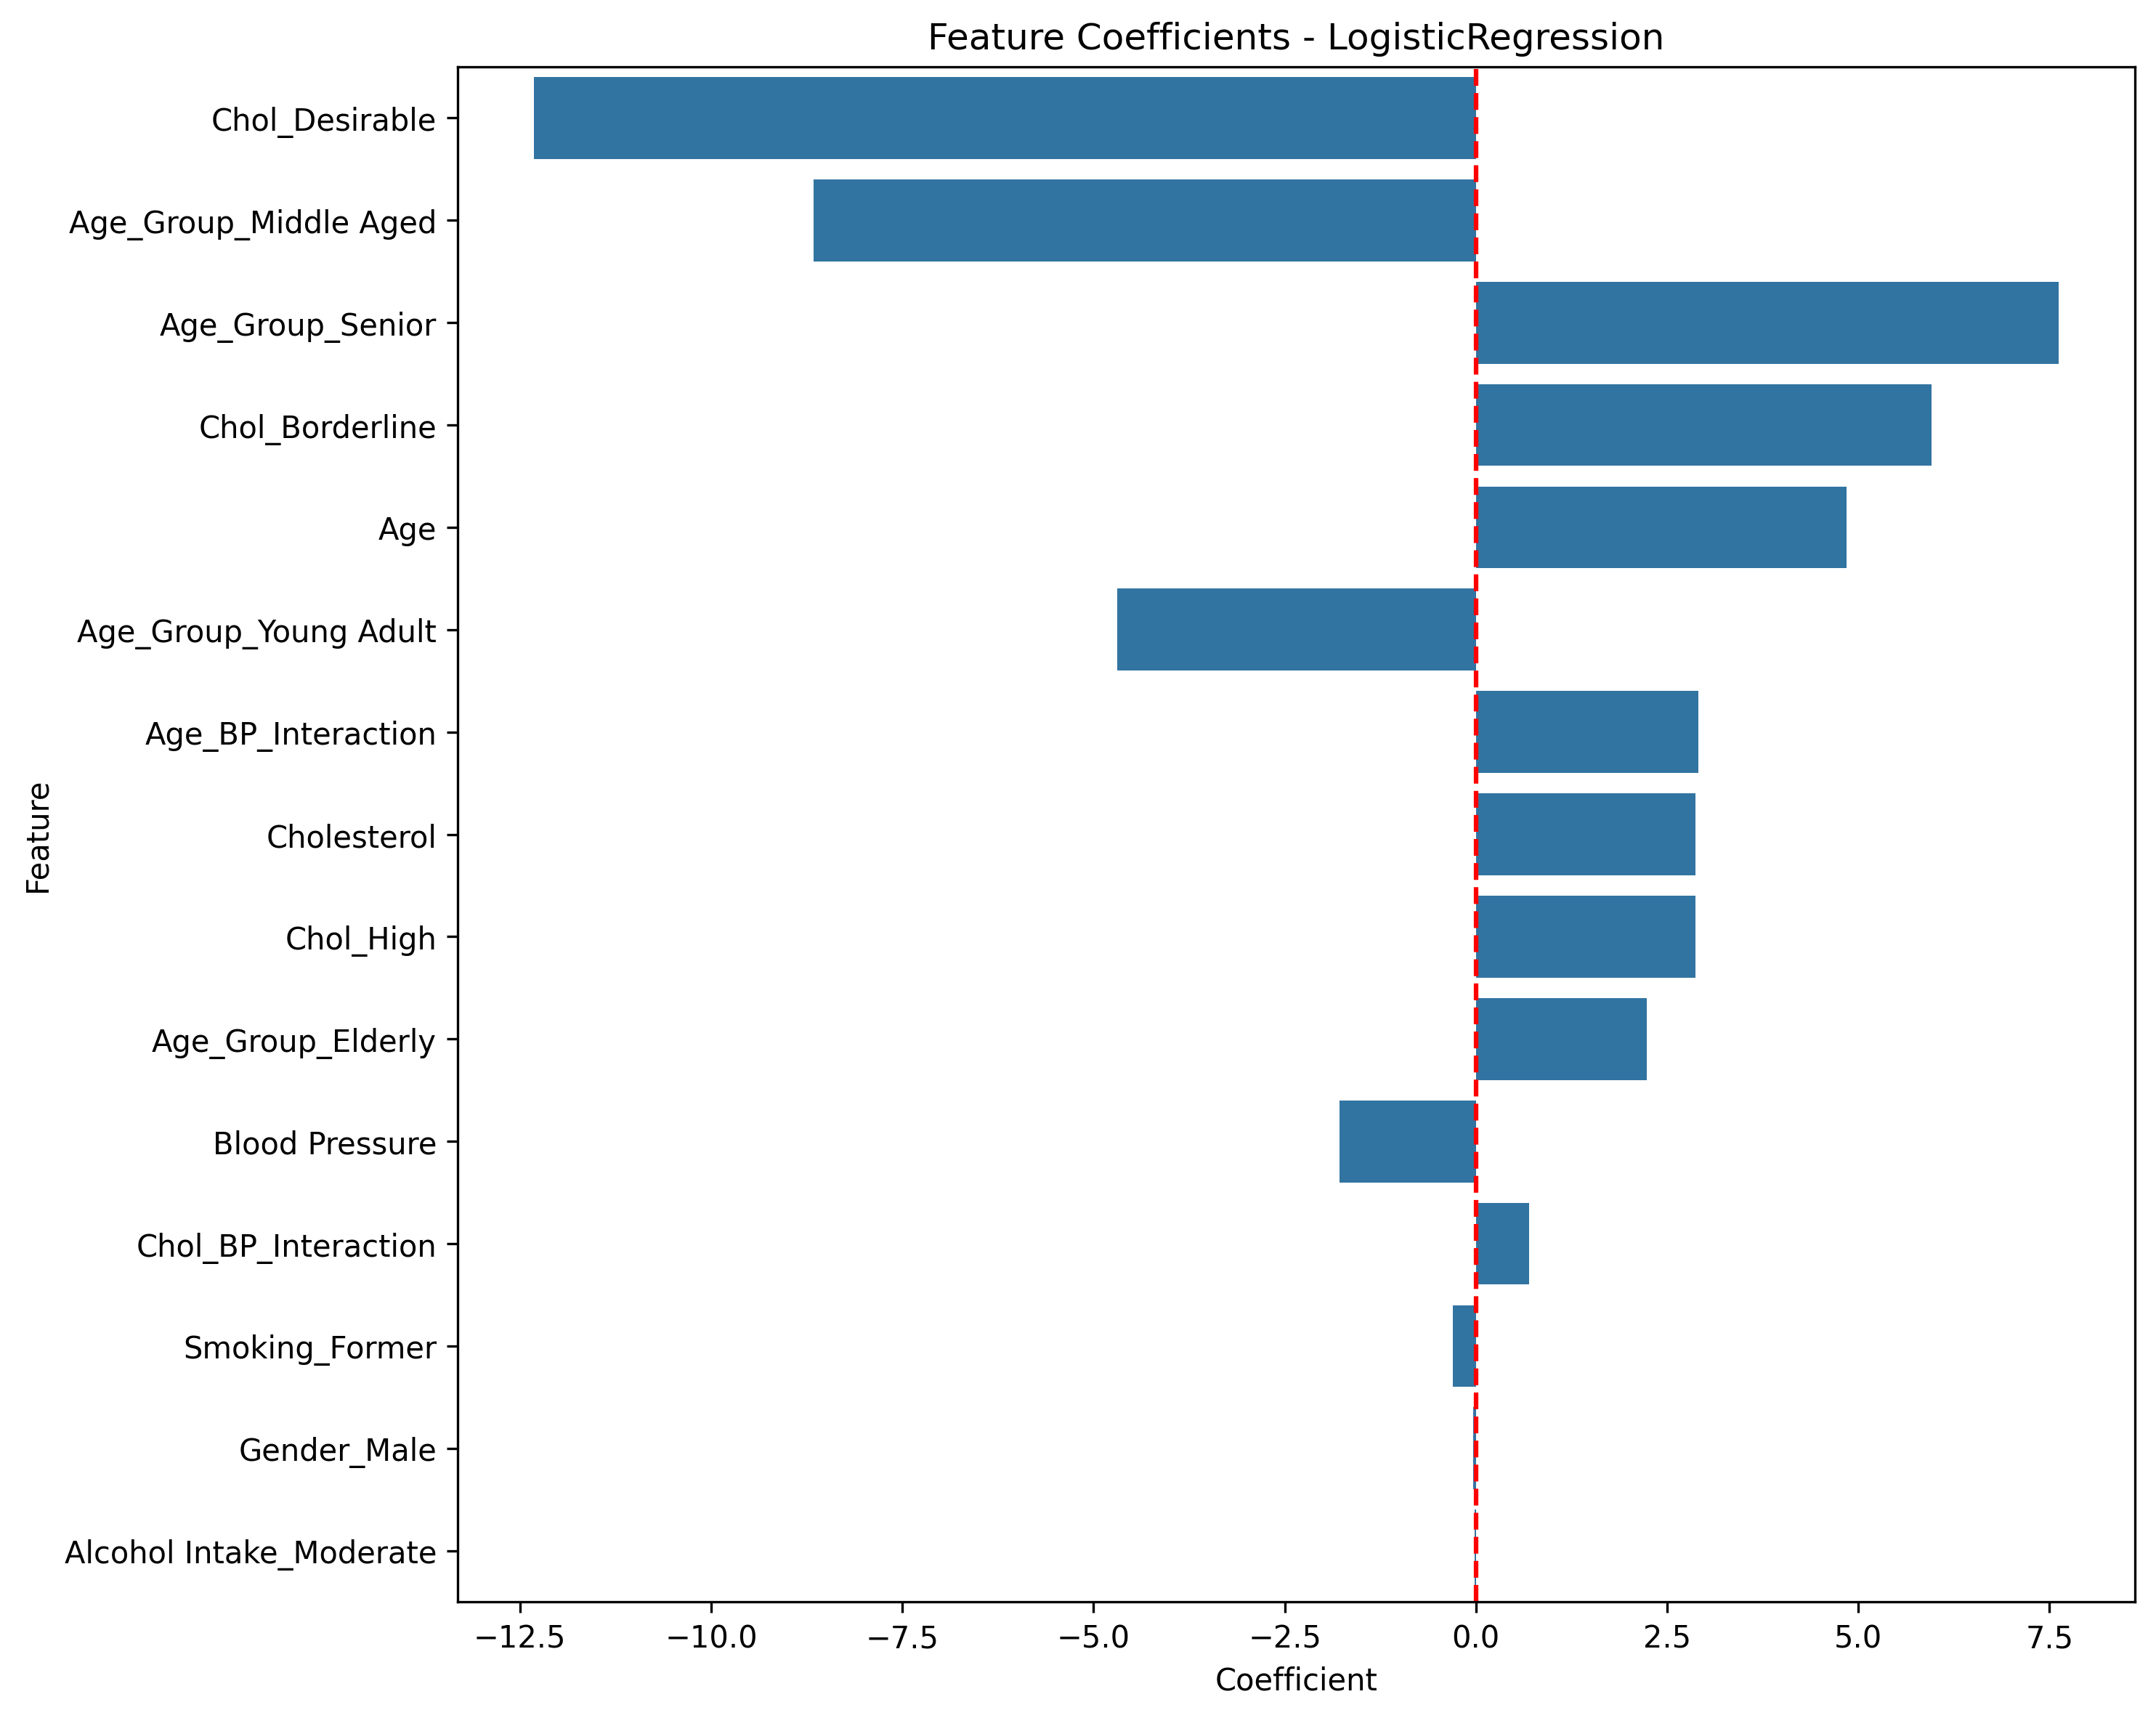 Feature Coefficients - LogisticRegression
Chol_Desirable
Age_Group_Middle Aged
Age_Group_Senior
Chol_Borderline
Age
Age_Group_Young Adult
Age_BP_Interaction
Cholesterol
Chol_High
Age_Group_Elderly
Blood Pressure
Chol_BP_Interaction
Smoking_Former
Gender_Male
Alcohol Intake_Moderate
Feature
−12.5 −10.0 −7.5 −5.0 −2.5 0.0 2.5 5.0 7.5
Coefficient